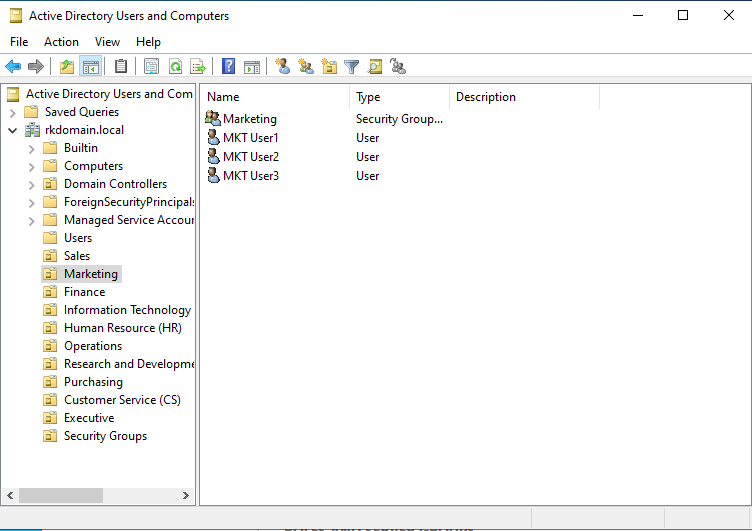 Active Directory Users and Computers
File Action View Help
Active Directory Users and Com
Saved Queries
rkdomain.local
Builtin
Computers
Domain Controllers
ForeignSecurityPrincipals
Managed Service Accour
Users
Sales
Marketing
Finance
Information Technology
Human Resource (HR)
Operations
Research and Developme
Purchasing
Customer Service (CS)
Executive
Security Groups
Name Type Description
Marketing Security Group...
MKT User1 User
MKT User2 User
MKT User3 User